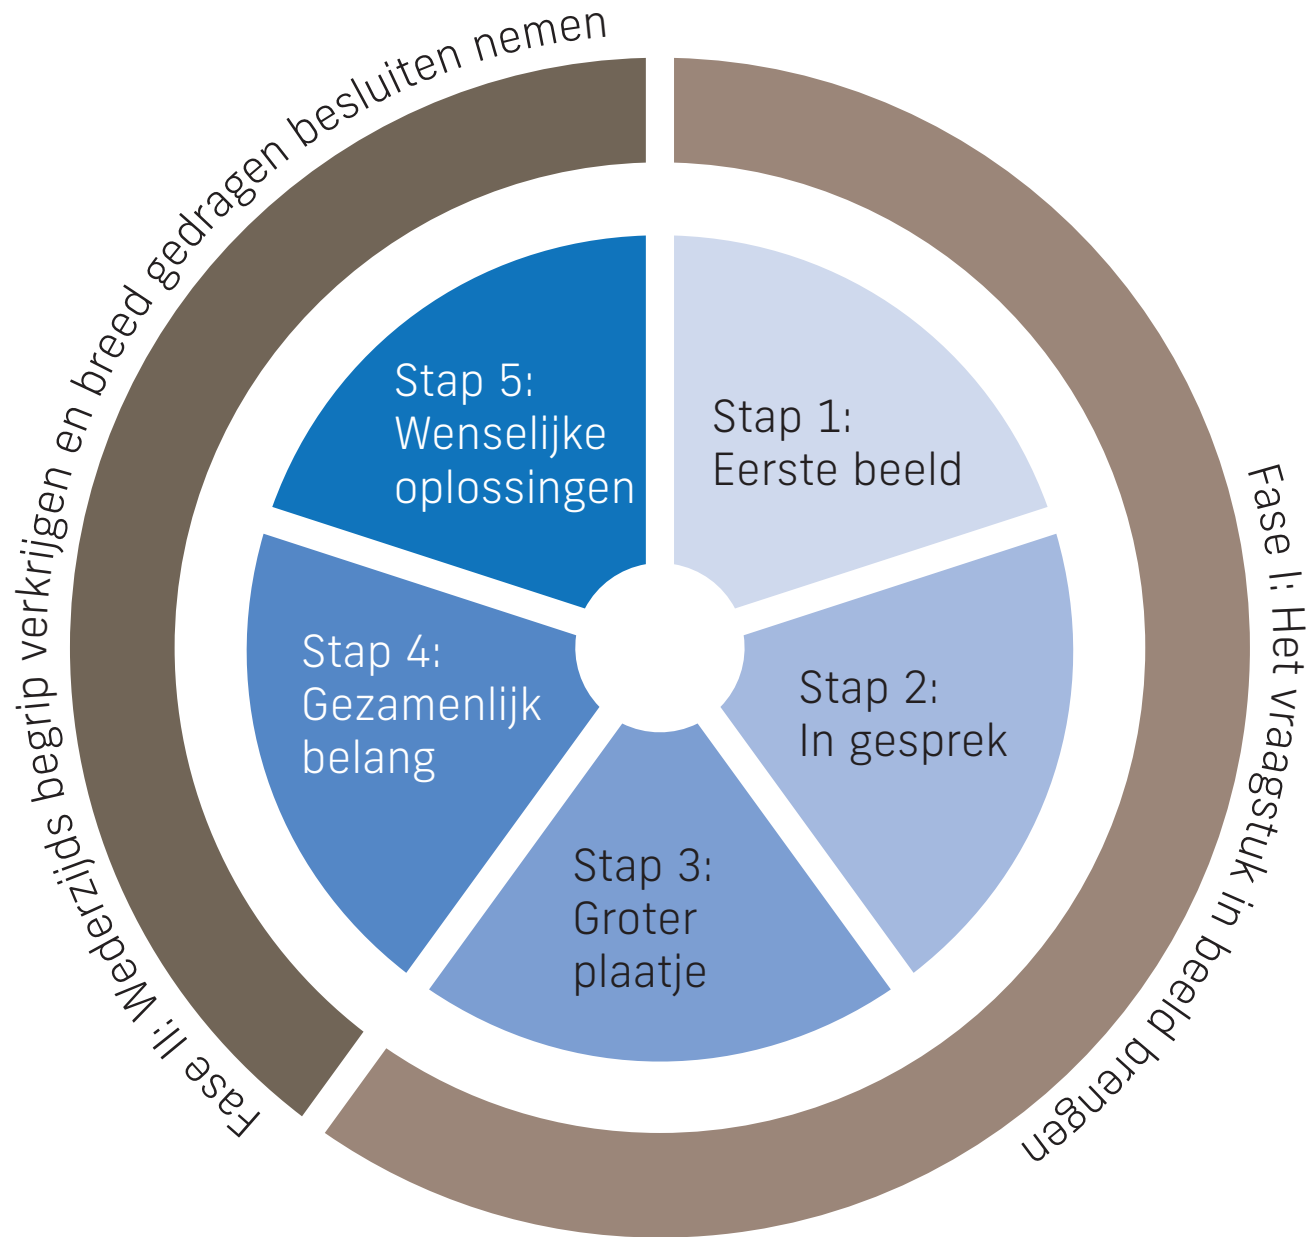 Fase I: Het vraagstuk in beeld brengen
Stap 1:
Eerste beeld
Stap 2:
In gesprek
Stap 3:
Groter
plaatje
Fase II: Wederzijds begrip verkrijgen en breed gedragen besluiten nemen
Stap 4:
Gezamenlijk
belang
Stap 5:
Wenselijke
oplossingen